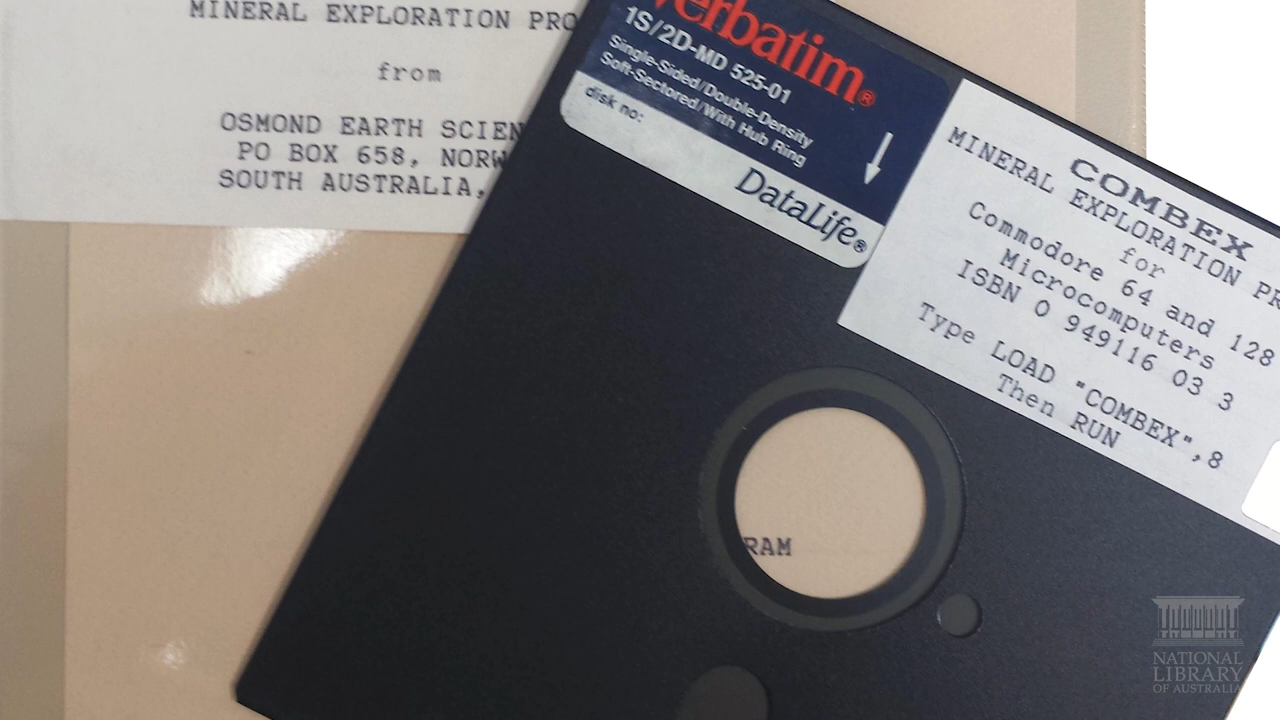 MINERAL EXPLORATION PRO
from
OSMOND EARTH SCIEN
PO BOX 658, NORW
SOUTH AUSTRALIA,
Verbatim®
1S/2D-MD 525-01
Single-Sided/Double-Density
Soft-Sectored/With Hub Ring
disk no:
DataLife®
COMBEX
MINERAL EXPLORATION PR
for
Commodore 64 and 128
Microcomputers
ISBN 0 949116 03 3
Type LOAD "COMBEX",8
Then RUN
RAM
NATIONAL
LIBRARY
OF AUSTRALIA